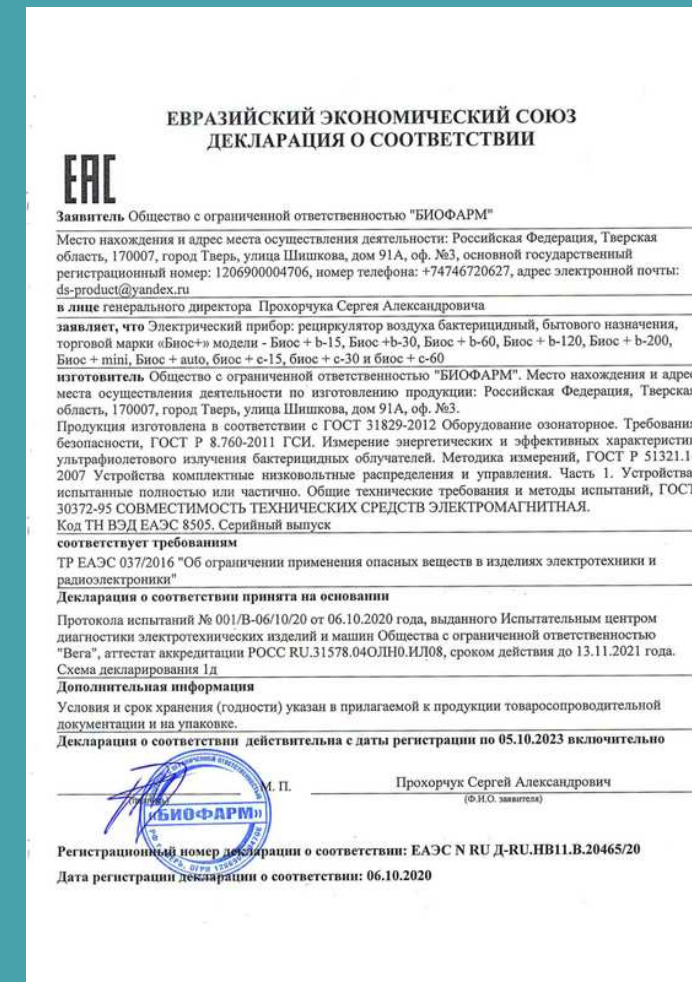 ЕВРАЗИЙСКИЙ ЭКОНОМИЧЕСКИЙ СОЮЗ
ДЕКЛАРАЦИЯ О СООТВЕТСТВИИ
ЕАС
Заявитель Общество с ограниченной ответственностью "БИОФАРМ"
Место нахождения и адрес места осуществления деятельности: Российская Федерация, Тверская
область, 170007, город Тверь, улица Шишкова, дом 91А, оф. №3, основной государственный
регистрационный номер: 1206900004706, номер телефона: +74746720627, адрес электронной почты:
ds-product@yandex.ru
в лице генерального директора Прохорчука Сергея Александровича
заявляет, что Электрический прибор: рециркулятор воздуха бактерицидный, бытового назначения,
торговой марки «Биос+» модели - Биос + b-15, Биос +b-30, Биос + b-60, Биос + b-120, Биос + b-200,
Биос + mini, Биос + auto, биос + с-15, биос + с-30 и биос + с-60
изготовитель Общество с ограниченной ответственностью "БИОФАРМ". Место нахождения и адрес
места осуществления деятельности по изготовлению продукции: Российская Федерация, Тверская
область, 170007, город Тверь, улица Шишкова, дом 91А, оф. №3.
Продукция изготовлена в соответствии с ГОСТ 31829-2012 Оборудование озонаторное. Требования
безопасности, ГОСТ Р 8.760-2011 ГСИ. Измерение энергетических и эффективных характеристик
ультрафиолетового излучения бактерицидных облучателей. Методика измерений, ГОСТ Р 51321.1-
2007 Устройства комплектные низковольтные распределения и управления. Часть 1. Устройства,
испытанные полностью или частично. Общие технические требования и методы испытаний, ГОСТ
30372-95 СОВМЕСТИМОСТЬ ТЕХНИЧЕСКИХ СРЕДСТВ ЭЛЕКТРОМАГНИТНАЯ.
Код ТН ВЭД ЕАЭС 8505. Серийный выпуск
соответствует требованиям
ТР ЕАЭС 037/2016 "Об ограничении применения опасных веществ в изделиях электротехники и
радиоэлектроники"
Декларация о соответствии принята на основании
Протокола испытаний № 001/В-06/10/20 от 06.10.2020 года, выданного Испытательным центром
диагностики электротехнических изделий и машин Общества с ограниченной ответственностью
"Вега", аттестат аккредитации РОСС RU.31578.04ОЛН0.ИЛ08, сроком действия до 13.11.2021 года.
Схема декларирования 1д
Дополнительная информация
Условия и срок хранения (годности) указан в прилагаемой к продукции товаросопроводительной
документации и на упаковке.
Декларация о соответствии действительна с даты регистрации по 05.10.2023 включительно
М. П.
Прохорчук Сергей Александрович
(подпись)
(Ф.И.О. заявителя)
«БИОФАРМ»
Регистрационный номер декларации о соответствии: ЕАЭС N RU Д-RU.НВ11.В.20465/20
Дата регистрации декларации о соответствии: 06.10.2020